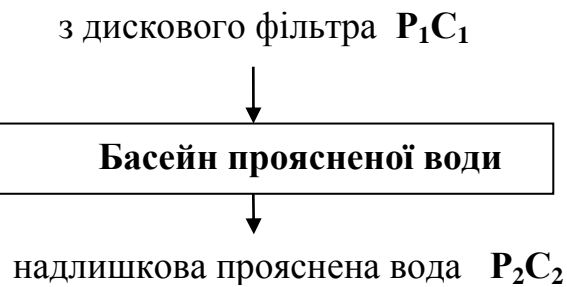 з дискового фільтра P₁C₁
Басейн проясненої води
надлишкова прояснена вода P₂C₂